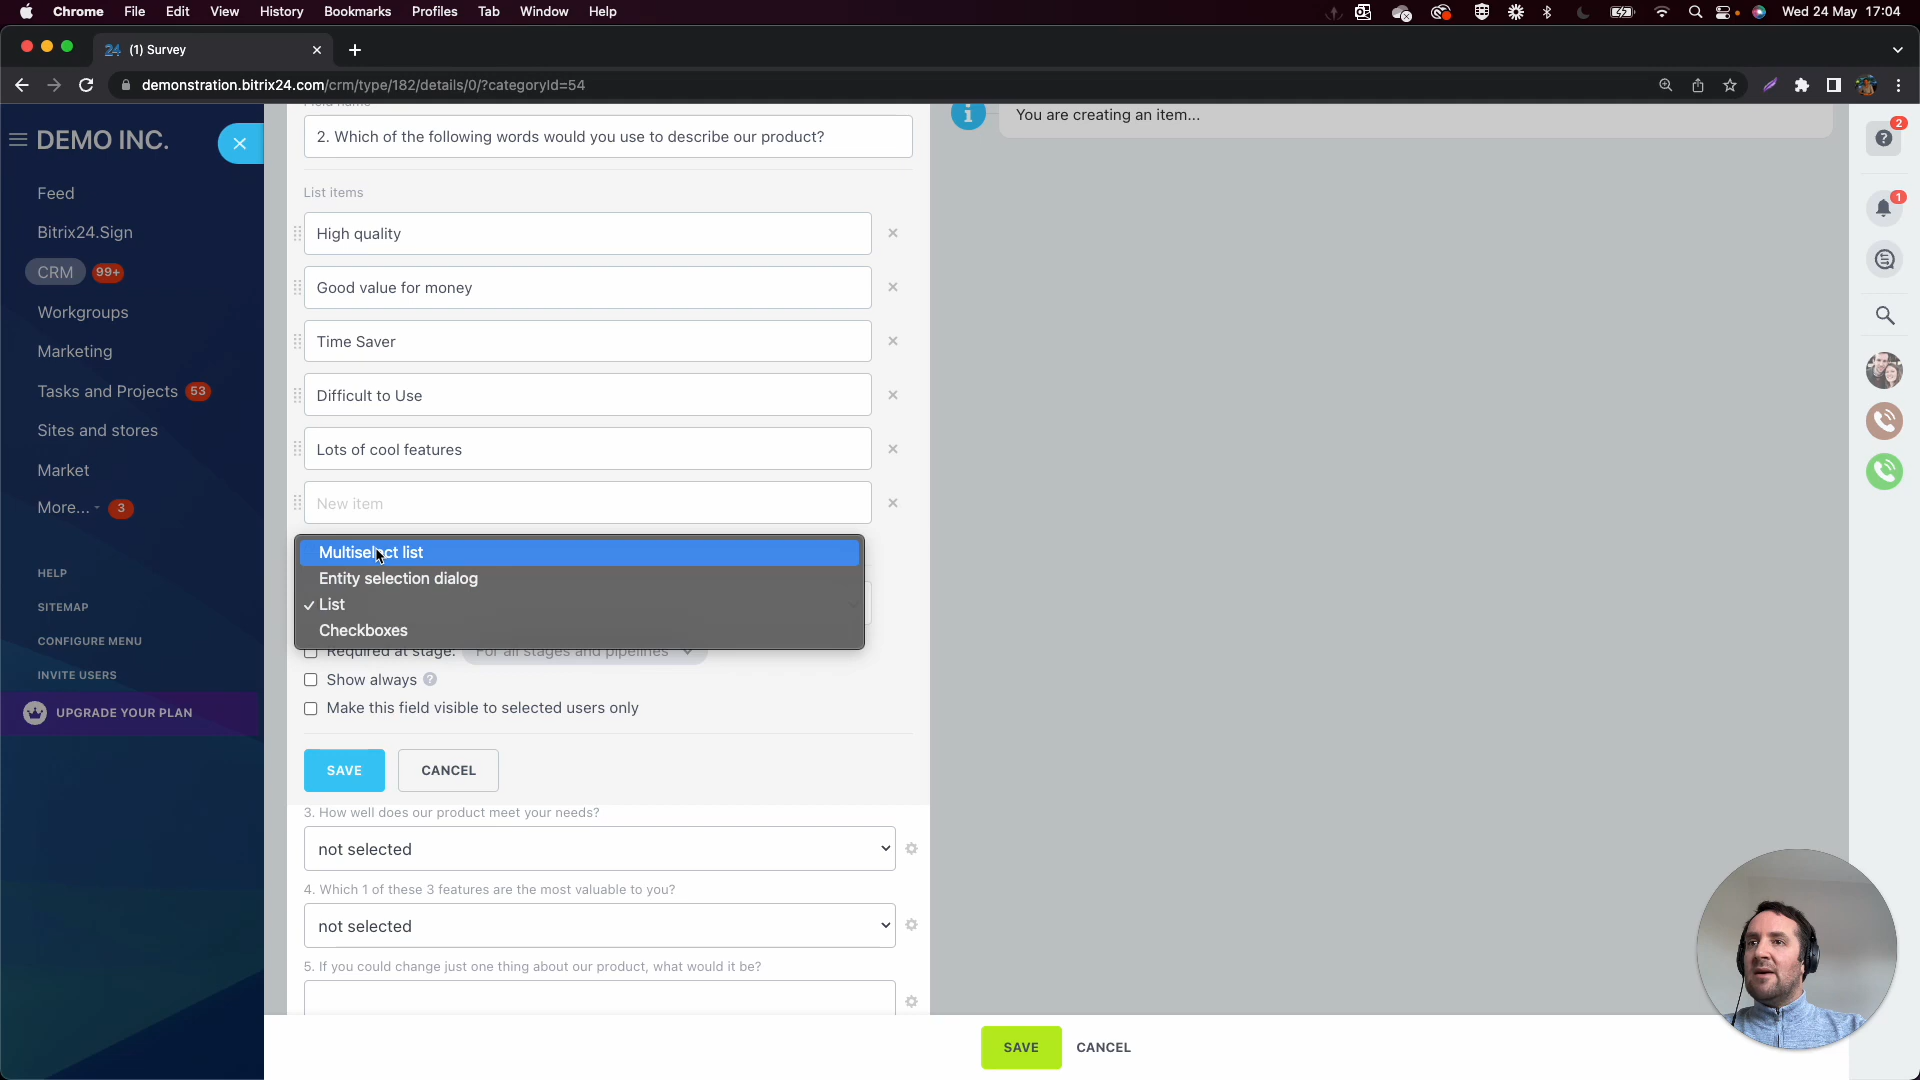 Chrome File Edit View History Bookmarks Profiles Tab Window Help
Wed 24 May 17:04
24 (1) Survey
demonstration.bitrix24.com/crm/type/182/details/0/?categoryId=54
DEMO INC.
Feed
Bitrix24.Sign
CRM 99+
Workgroups
Marketing
Tasks and Projects 53
Sites and stores
Market
More... 3
HELP
SITEMAP
CONFIGURE MENU
INVITE USERS
UPGRADE YOUR PLAN
Field name
2. Which of the following words would you use to describe our product?
List items
High quality
Good value for money
Time Saver
Difficult to Use
Lots of cool features
New item
Multiselect list
Entity selection dialog
✓ List
Checkboxes
Required at stage: For all stages and pipelines
Show always ?
Make this field visible to selected users only
SAVE CANCEL
3. How well does our product meet your needs?
not selected
4. Which 1 of these 3 features are the most valuable to you?
not selected
5. If you could change just one thing about our product, what would it be?
You are creating an item...
SAVE CANCEL
2
1